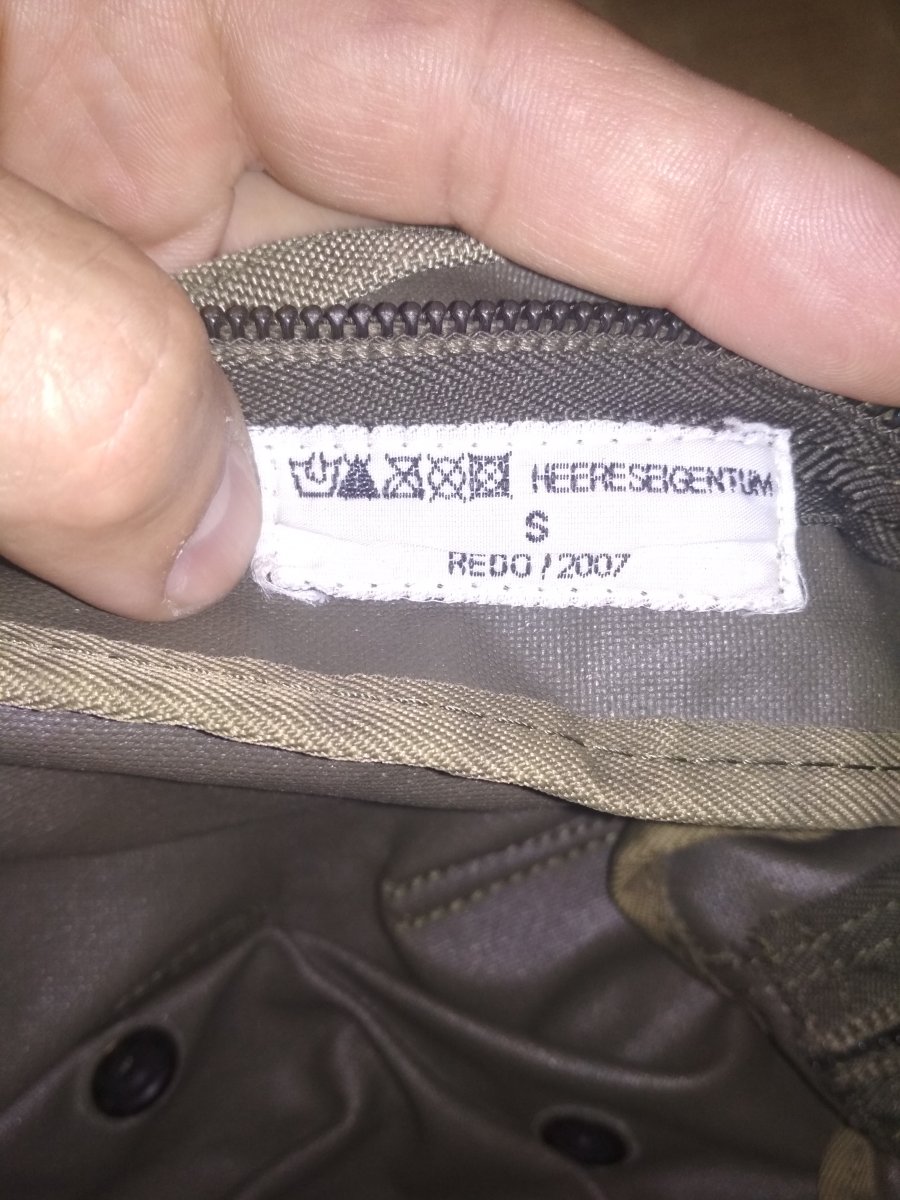 HEERESEIGENTUM
S
REDO / 2007